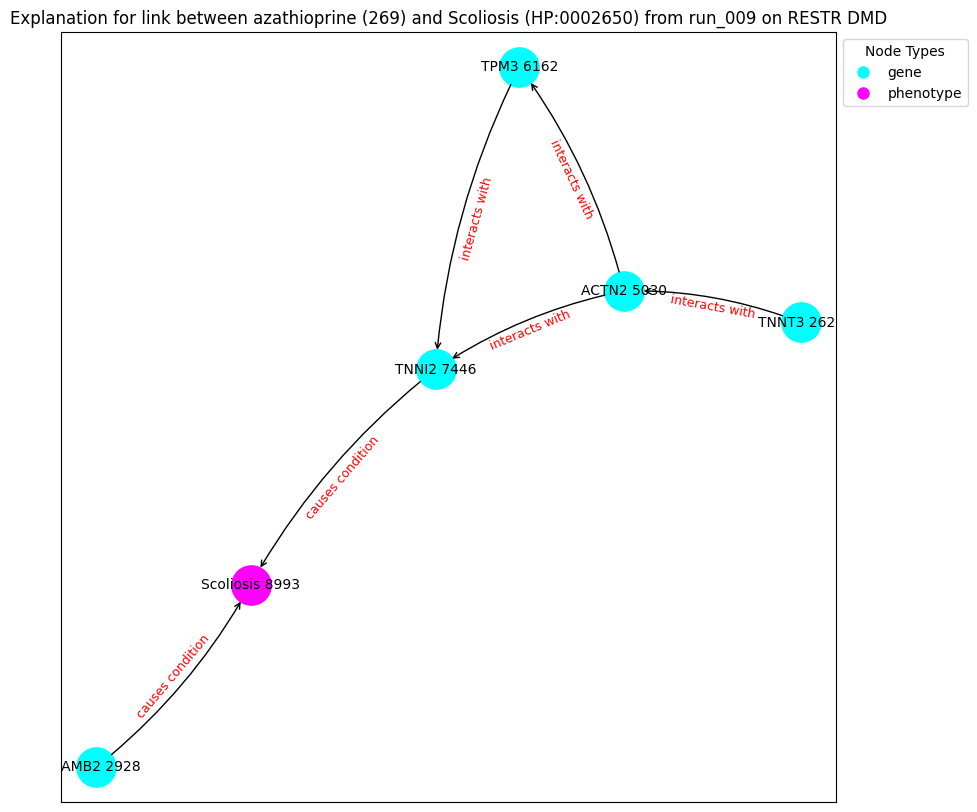 Explanation for link between azathioprine (269) and Scoliosis (HP:0002650) from run_009 on RESTR DMD
Node Types
gene
phenotype
TPM3 6162
interacts with
interacts with
ACTN2 5030
interacts with
TNNT3 262
interacts with
TNNI2 7446
causes condition
Scoliosis 8993
causes condition
AMB2 2928